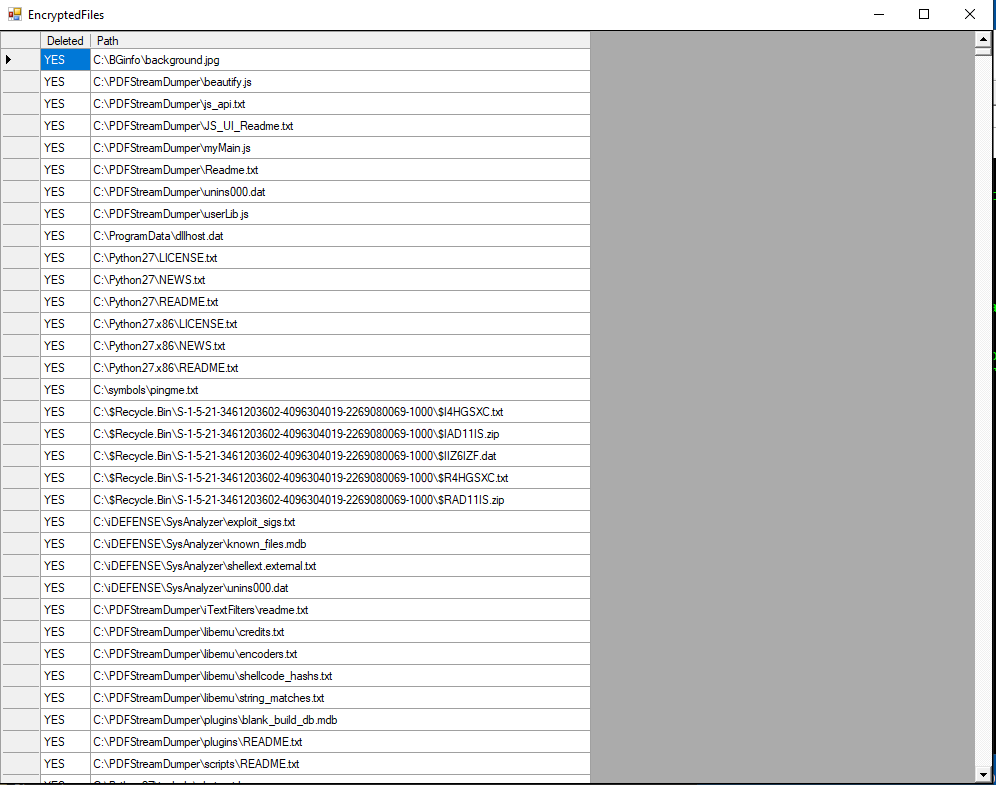 EncryptedFiles
Deleted Path
YES C:\BGinfo\background.jpg
YES C:\PDFStreamDumper\beautify.js
YES C:\PDFStreamDumper\js_api.txt
YES C:\PDFStreamDumper\JS_UI_Readme.txt
YES C:\PDFStreamDumper\myMain.js
YES C:\PDFStreamDumper\Readme.txt
YES C:\PDFStreamDumper\unins000.dat
YES C:\PDFStreamDumper\userLib.js
YES C:\ProgramData\dllhost.dat
YES C:\Python27\LICENSE.txt
YES C:\Python27\NEWS.txt
YES C:\Python27\README.txt
YES C:\Python27.x86\LICENSE.txt
YES C:\Python27.x86\NEWS.txt
YES C:\Python27.x86\README.txt
YES C:\symbols\pingme.txt
YES C:\$Recycle.Bin\S-1-5-21-3461203602-4096304019-2269080069-1000\$I4HGSXC.txt
YES C:\$Recycle.Bin\S-1-5-21-3461203602-4096304019-2269080069-1000\$IAD11IS.zip
YES C:\$Recycle.Bin\S-1-5-21-3461203602-4096304019-2269080069-1000\$IIZ6IZF.dat
YES C:\$Recycle.Bin\S-1-5-21-3461203602-4096304019-2269080069-1000\$R4HGSXC.txt
YES C:\$Recycle.Bin\S-1-5-21-3461203602-4096304019-2269080069-1000\$RAD11IS.zip
YES C:\iDEFENSE\SysAnalyzer\exploit_sigs.txt
YES C:\iDEFENSE\SysAnalyzer\known_files.mdb
YES C:\iDEFENSE\SysAnalyzer\shellext.external.txt
YES C:\iDEFENSE\SysAnalyzer\unins000.dat
YES C:\PDFStreamDumper\iTextFilters\readme.txt
YES C:\PDFStreamDumper\libemu\credits.txt
YES C:\PDFStreamDumper\libemu\encoders.txt
YES C:\PDFStreamDumper\libemu\shellcode_hashs.txt
YES C:\PDFStreamDumper\libemu\string_matches.txt
YES C:\PDFStreamDumper\plugins\blank_build_db.mdb
YES C:\PDFStreamDumper\plugins\README.txt
YES C:\PDFStreamDumper\scripts\README.txt